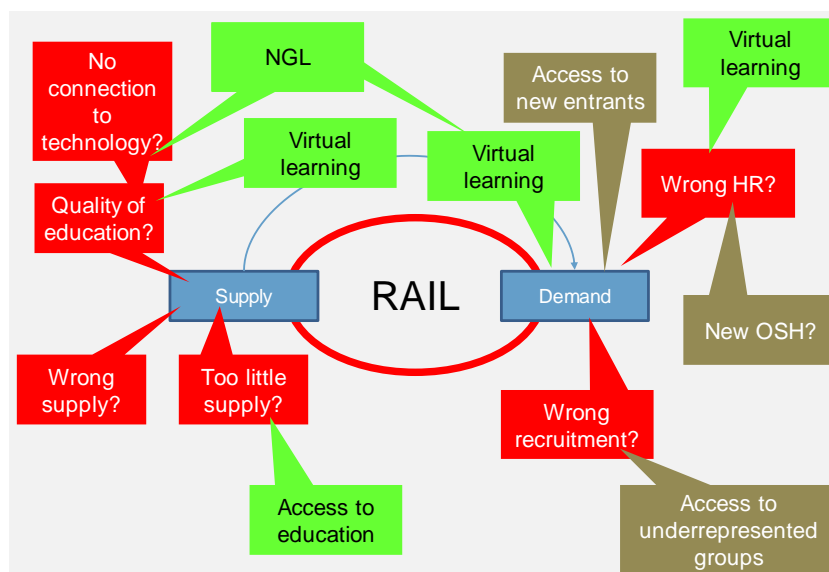 No
connection
to
technology?
NGL
Access to
new entrants
Virtual
learning
Virtual
learning
Virtual
learning
Quality of
education?
Wrong HR?
Supply
RAIL
Demand
New OSH?
Wrong
supply?
Too little
supply?
Wrong
recruitment?
Access to
education
Access to
underrepresented
groups